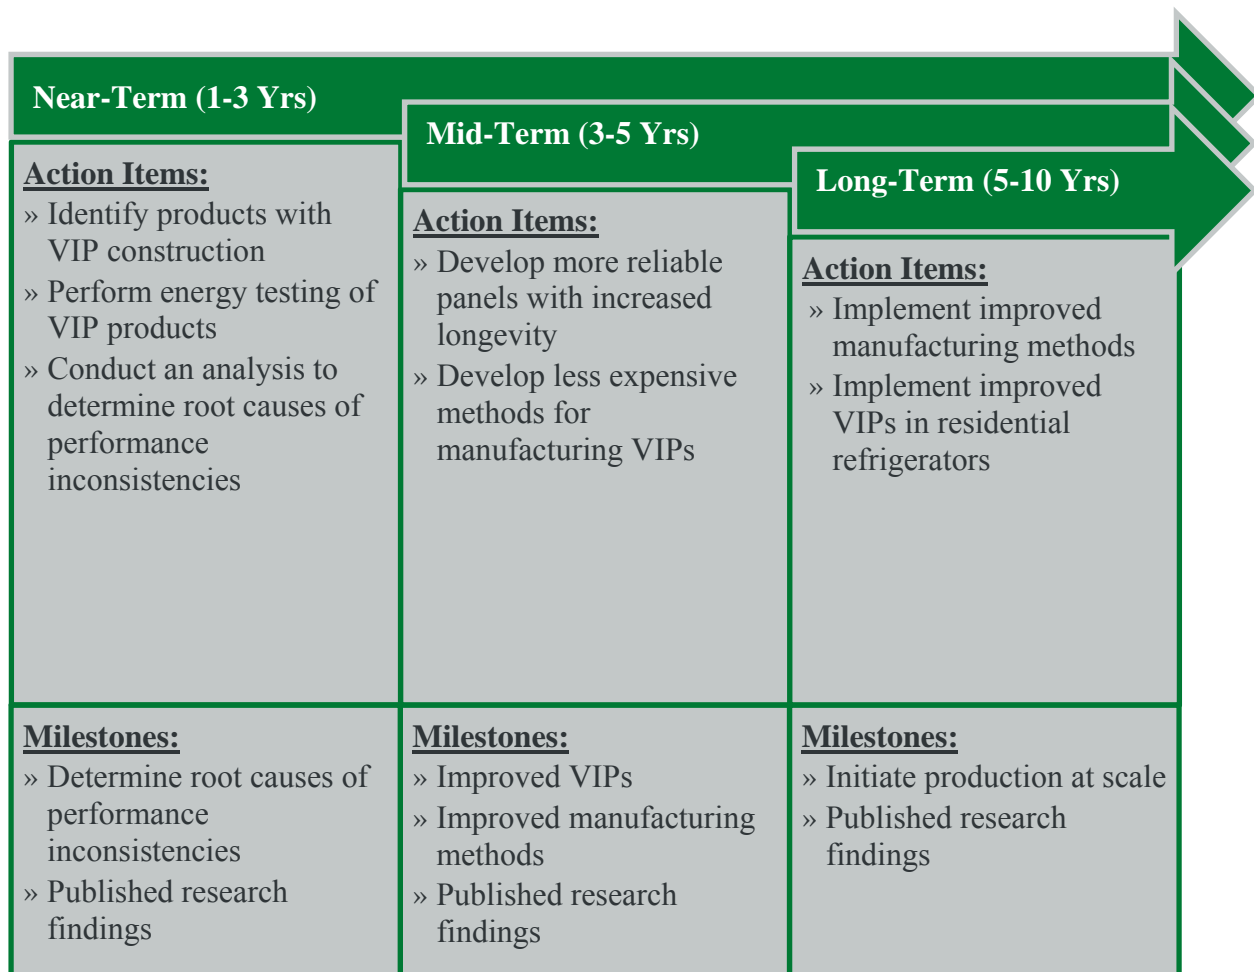 Near-Term (1-3 Yrs)
Action Items:
» Identify products with
VIP construction
» Perform energy testing of
VIP products
» Conduct an analysis to
determine root causes of
performance
inconsistencies
Milestones:
» Determine root causes of
performance
inconsistencies
» Published research
findings
Mid-Term (3-5 Yrs)
Action Items:
» Develop more reliable
panels with increased
longevity
» Develop less expensive
methods for
manufacturing VIPs
Milestones:
» Improved VIPs
» Improved manufacturing
methods
» Published research
findings
Long-Term (5-10 Yrs)
Action Items:
» Implement improved
manufacturing methods
» Implement improved
VIPs in residential
refrigerators
Milestones:
» Initiate production at scale
» Published research
findings